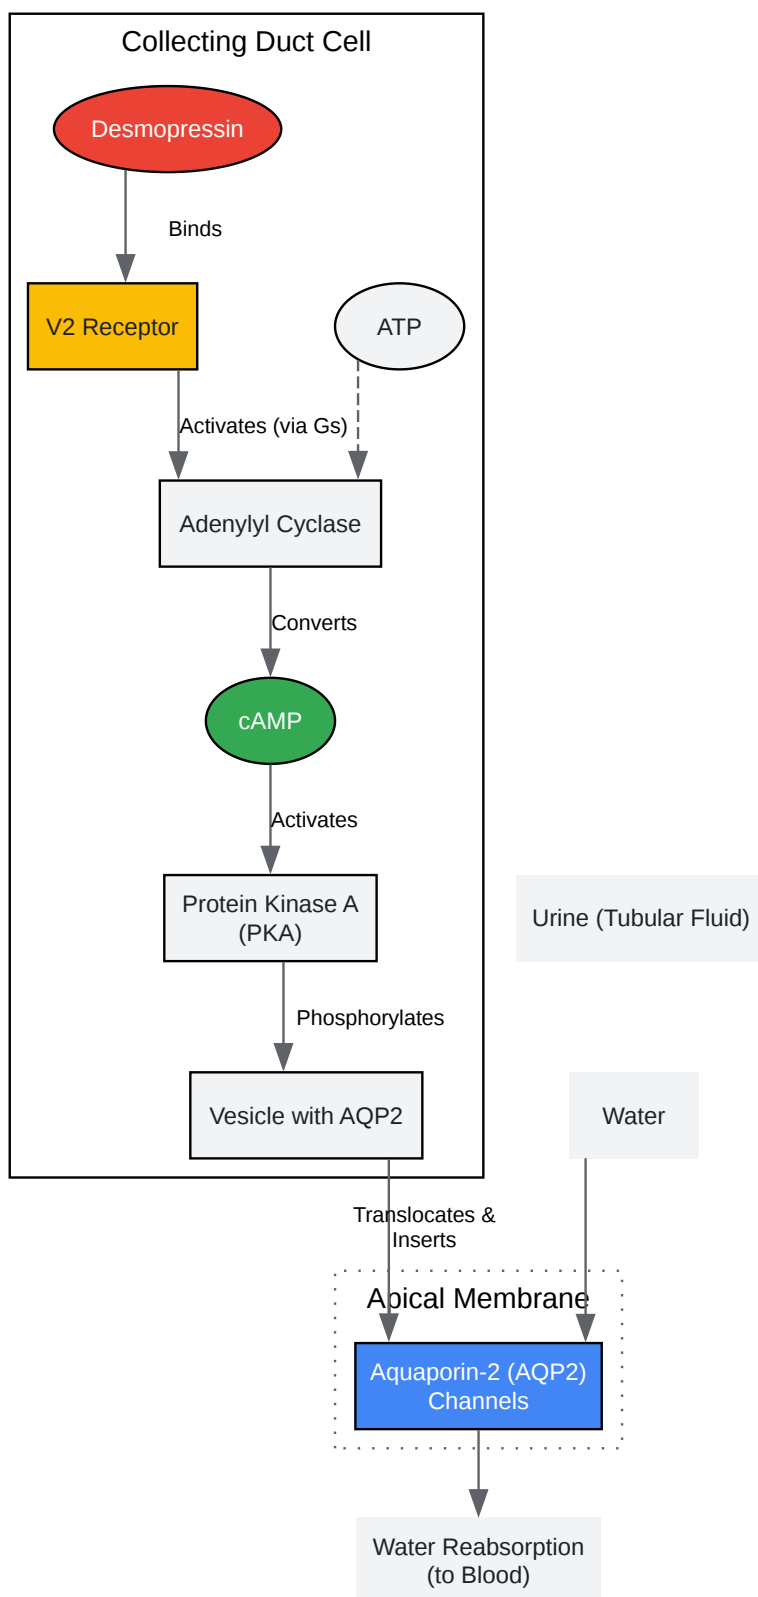 Collecting Duct Cell
Desmopressin
Binds
V2 Receptor
ATP
Activates (via Gs)
Adenylyl Cyclase
Converts
cAMP
Activates
Protein Kinase A
(PKA)
Urine (Tubular Fluid)
Phosphorylates
Vesicle with AQP2
Water
Translocates &
Inserts
Apical Membrane
Aquaporin-2 (AQP2)
Channels
Water Reabsorption
(to Blood)